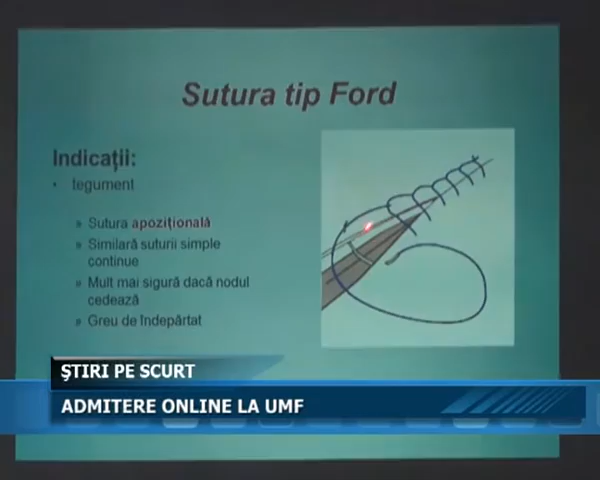 Sutura tip Ford
Indicații:
• tegument
» Sutura apozițională
» Similară suturii simple
continue
» Mult mai sigură dacă nodul
cedează
» Greu de îndepărtat
ȘTIRI PE SCURT
ADMITERE ONLINE LA UMF